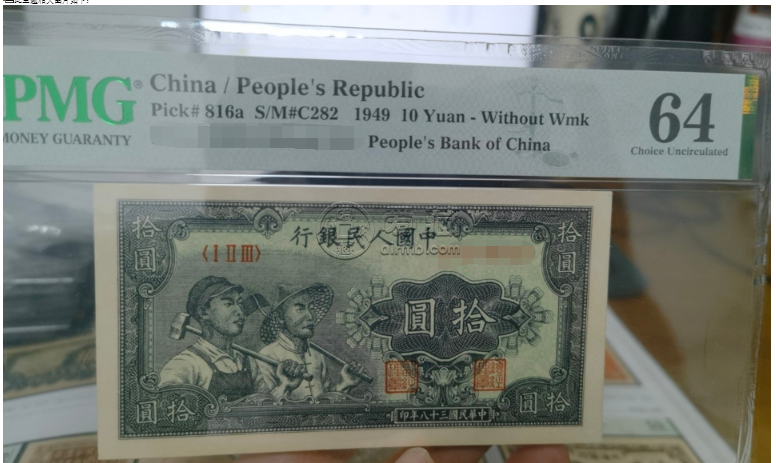 PMG
MONEY GUARANTY
China / People's Republic
Pick# 816a S/M#C282 1949 10 Yuan - Without Wmk
People's Bank of China
64
Choice Uncirculated
拾圓
行銀民人國中
拾圓
〈I II III〉
dirmb.com
圓拾
圓拾
印年八十三國民華中
圓拾